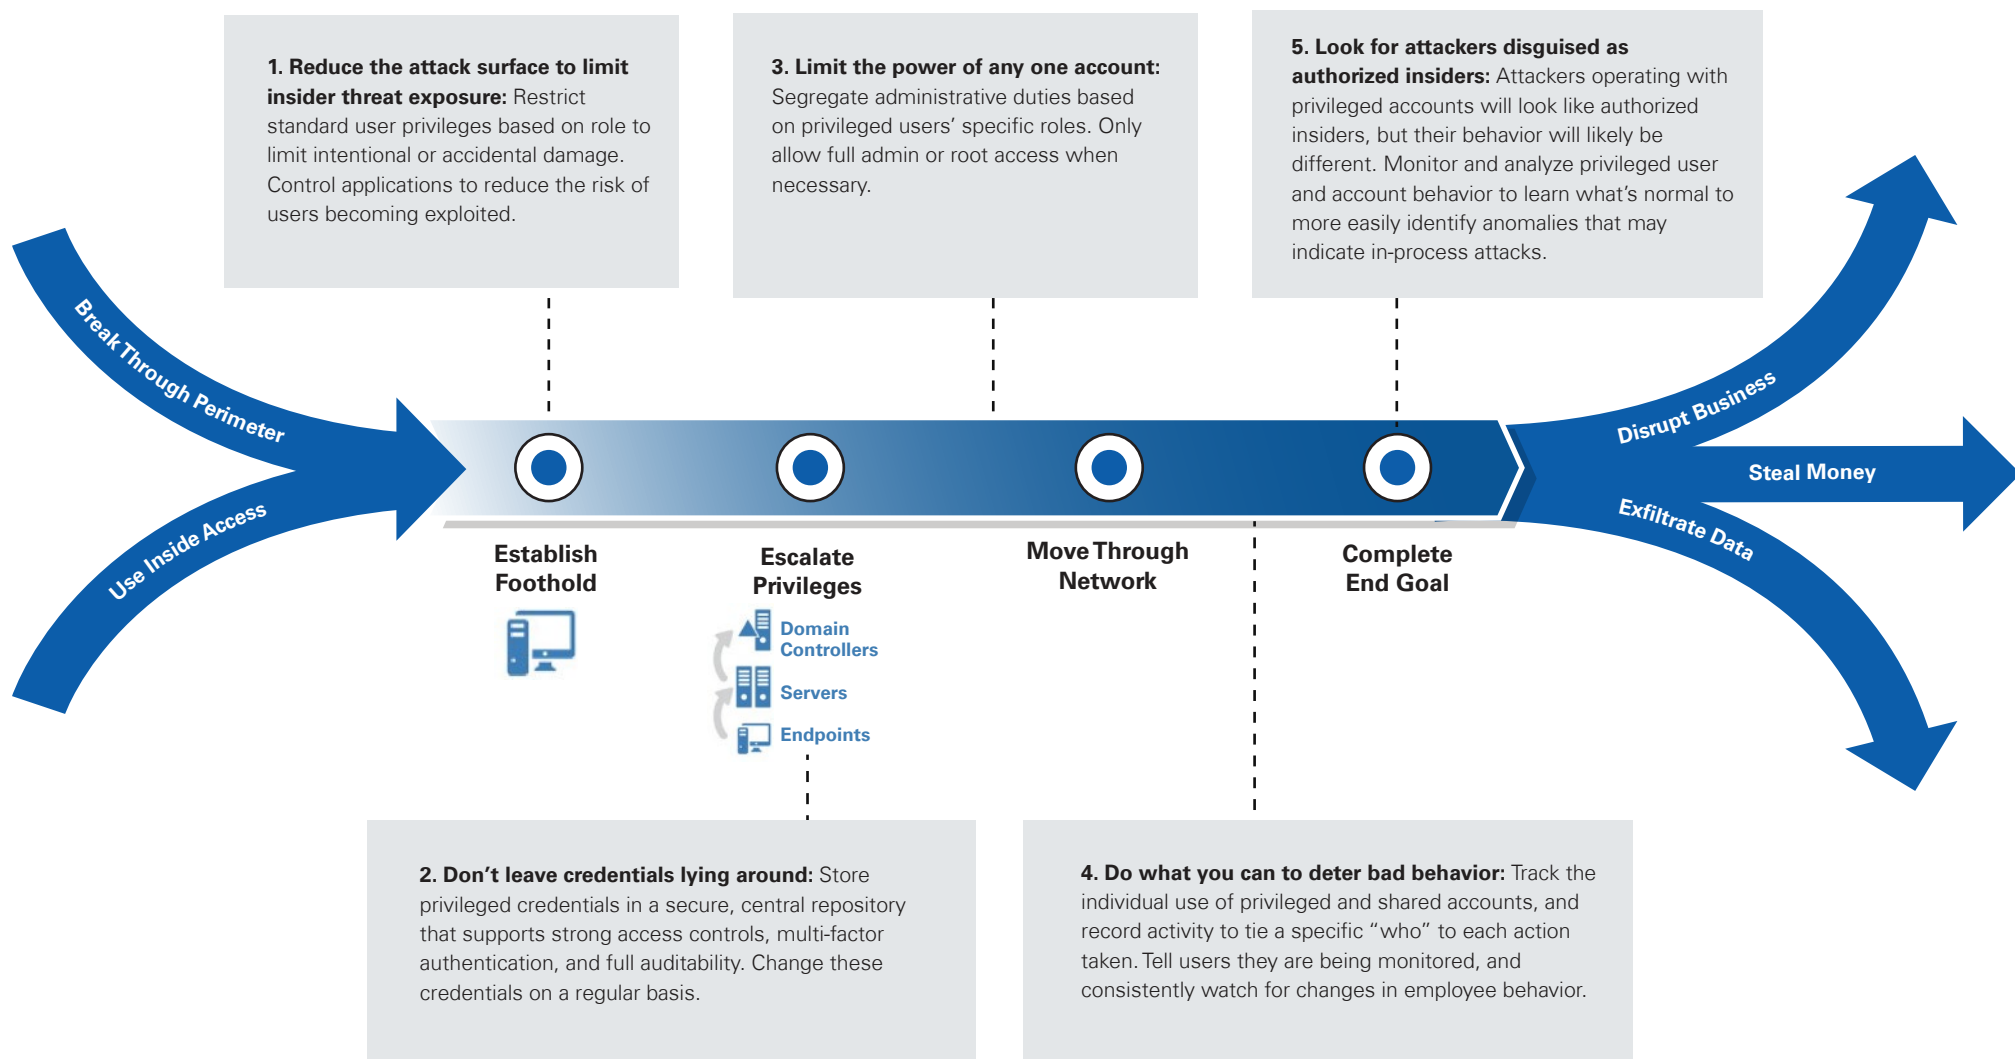 1. Reduce the attack surface to limit
insider threat exposure: Restrict
standard user privileges based on role to
limit intentional or accidental damage.
Control applications to reduce the risk of
users becoming exploited.
3. Limit the power of any one account:
Segregate administrative duties based
on privileged users’ specific roles. Only
allow full admin or root access when
necessary.
5. Look for attackers disguised as
authorized insiders: Attackers operating with
privileged accounts will look like authorized
insiders, but their behavior will likely be
different. Monitor and analyze privileged user
and account behavior to learn what’s normal to
more easily identify anomalies that may
indicate in-process attacks.
Break Through Perimeter
Use Inside Access
Disrupt Business
Steal Money
Exfiltrate Data
Establish
Foothold
Escalate
Privileges
Move Through
Network
Complete
End Goal
Domain
Controllers
Servers
Endpoints
2. Don’t leave credentials lying around: Store
privileged credentials in a secure, central repository
that supports strong access controls, multi-factor
authentication, and full auditability. Change these
credentials on a regular basis.
4. Do what you can to deter bad behavior: Track the
individual use of privileged and shared accounts, and
record activity to tie a specific “who” to each action
taken. Tell users they are being monitored, and
consistently watch for changes in employee behavior.